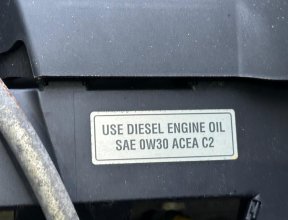 USE DIESEL ENGINE OIL
SAE 0W30 ACEA C2